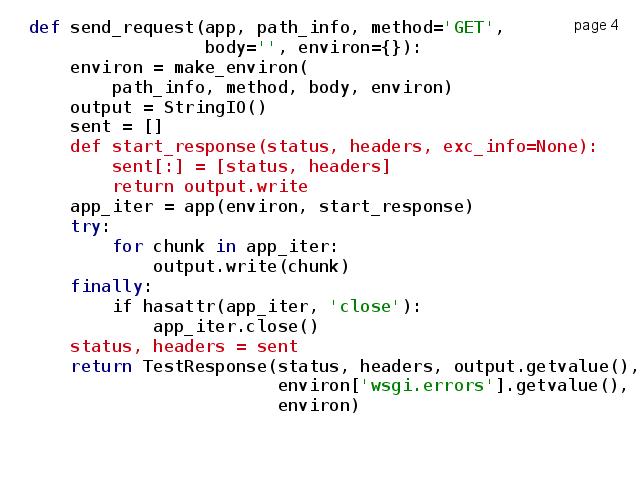 page 4
def send_request(app, path_info, method='GET',
                 body='', environ={}):
    environ = make_environ(
        path_info, method, body, environ)
    output = StringIO()
    sent = []
    def start_response(status, headers, exc_info=None):
        sent[:] = [status, headers]
        return output.write
    app_iter = app(environ, start_response)
    try:
        for chunk in app_iter:
            output.write(chunk)
    finally:
        if hasattr(app_iter, 'close'):
            app_iter.close()
    status, headers = sent
    return TestResponse(status, headers, output.getvalue(),
                        environ['wsgi.errors'].getvalue(),
                        environ)